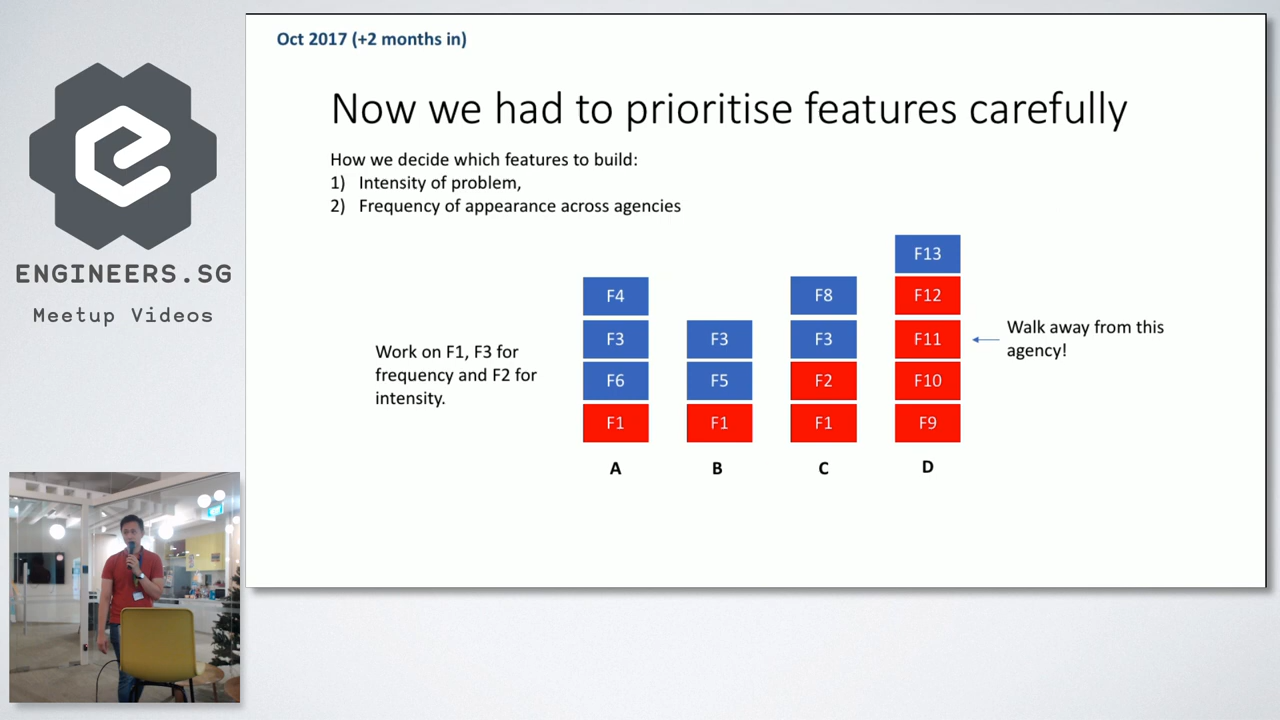 Oct 2017 (+2 months in)
Now we had to prioritise features carefully
How we decide which features to build:
1) Intensity of problem,
2) Frequency of appearance across agencies
ENGINEERS.SG
Meetup Videos
Work on F1, F3 for
frequency and F2 for
intensity.
F4
F3
F6
F1
A
F3
F5
F1
B
F8
F3
F2
F1
C
F13
F12
F11
F10
F9
D
Walk away from this
agency!